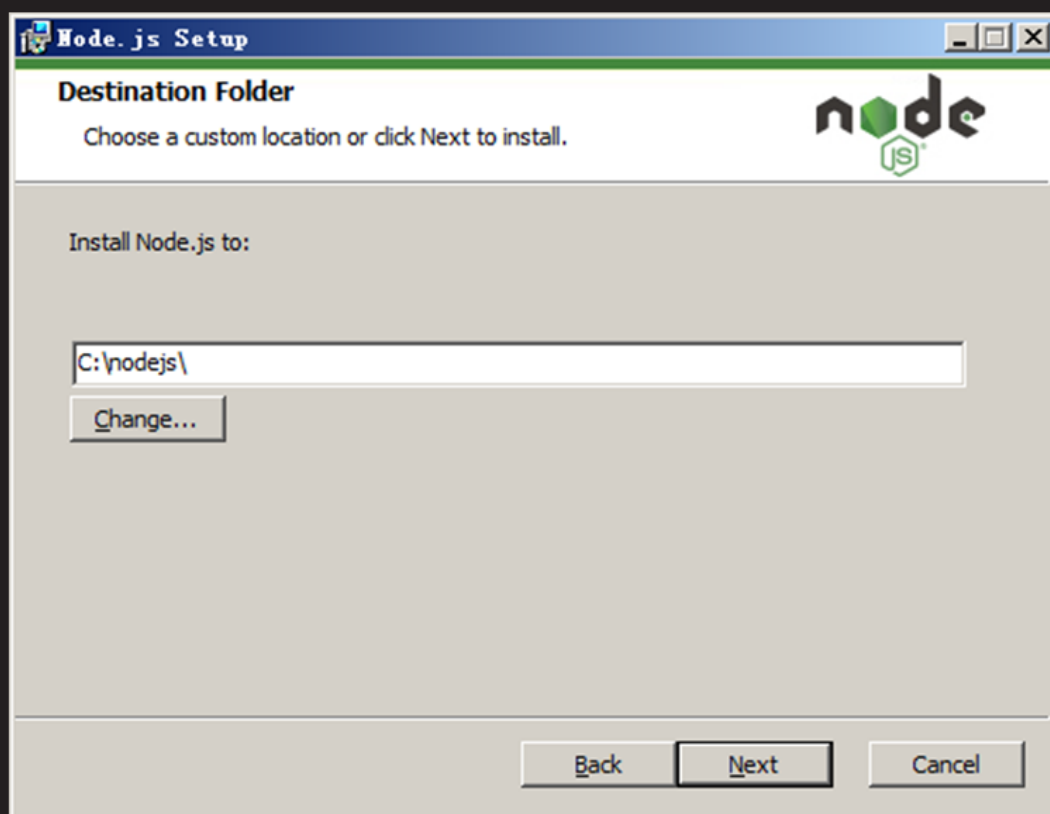 Node.js Setup
Destination Folder
Choose a custom location or click Next to install.
node
JS
Install Node.js to:
C:\nodejs\
Change...
Back
Next
Cancel